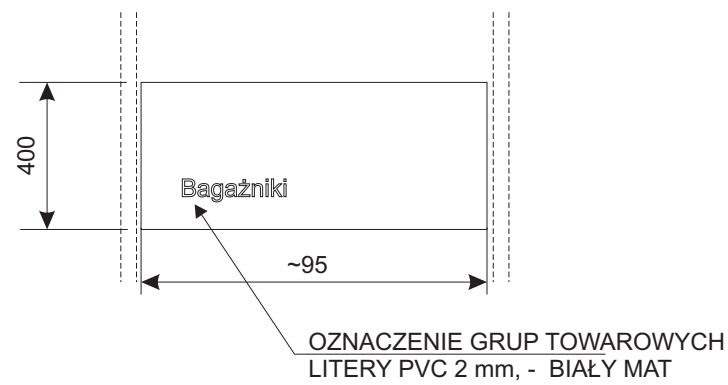 400
Bagażniki
~95
OZNACZENIE GRUP TOWAROWYCH
LITERY PVC 2 mm, - BIAŁY MAT